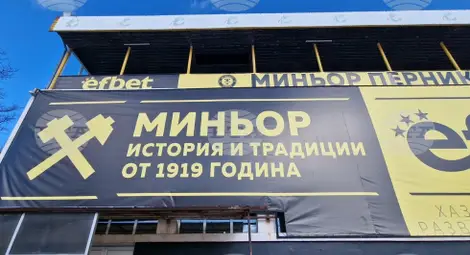 efbet
МИНЬОР ПЕРНИК
МИНЬОР
ИСТОРИЯ И ТРАДИЦИИ
ОТ 1919 ГОДИНА